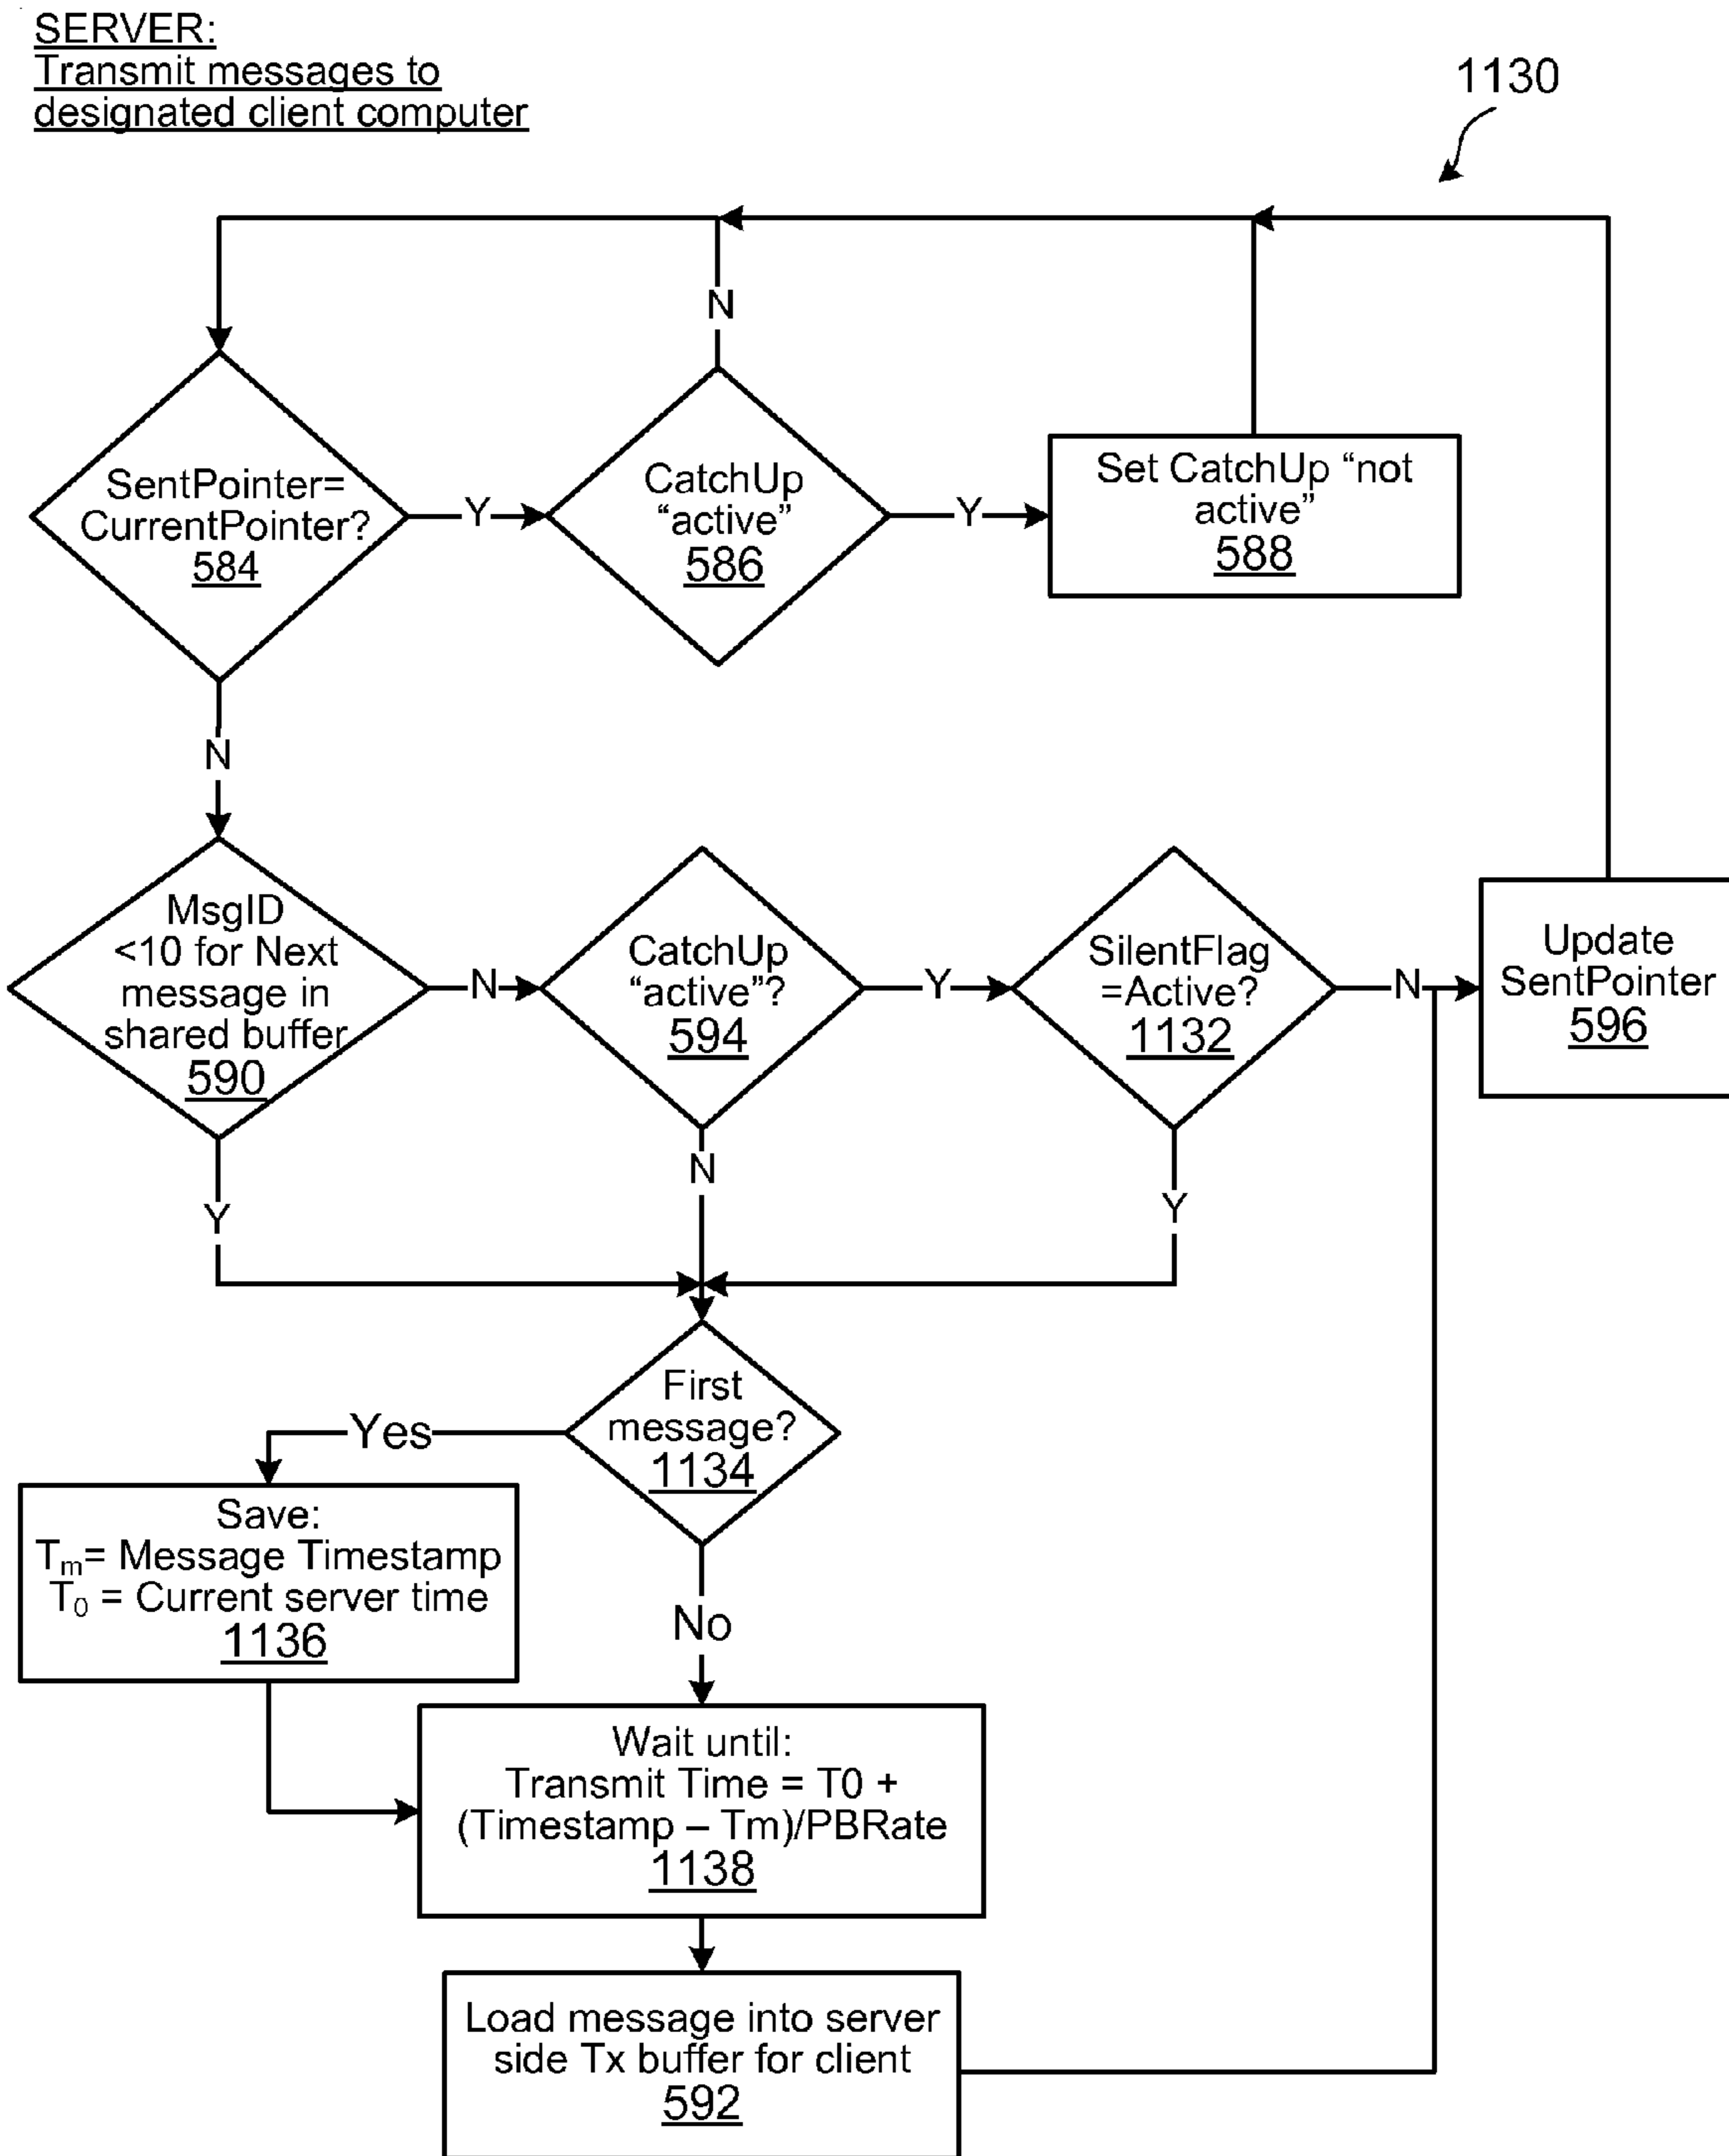 SERVER:
Transmit messages to
designated client computer
1130
N
SentPointer=
CurrentPointer?
584
Y
CatchUp
“active”
586
Y
Set CatchUp “not
active”
588
N
MsgID
<10 for Next
message in
shared buffer
590
N
CatchUp
“active”?
594
Y
SilentFlag
=Active?
1132
N
Update
SentPointer
596
Y
N
Y
First
message?
1134
Yes
Save:
Tm= Message Timestamp
T0 = Current server time
1136
No
Wait until:
Transmit Time = T0 +
(Timestamp – Tm)/PBRate
1138
Load message into server
side Tx buffer for client
592